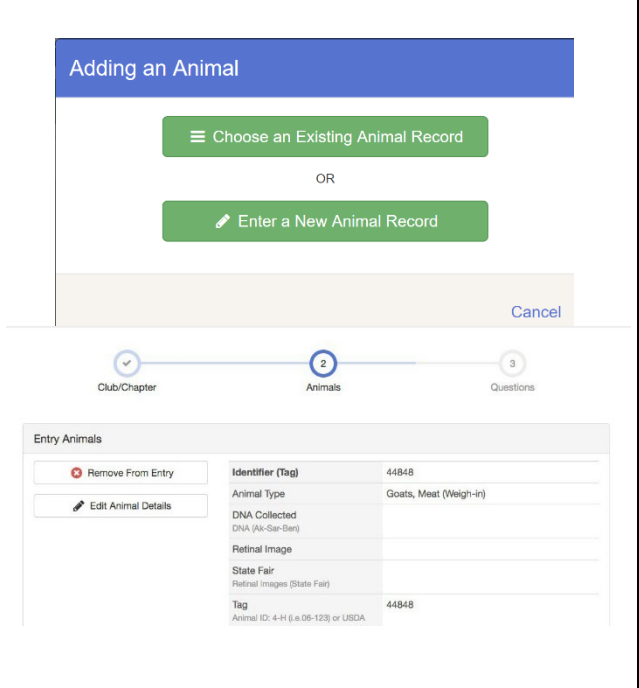 Adding an Animal
Choose an Existing Animal Record
OR
Enter a New Animal Record
Cancel
2
3
Club/Chapter
Animals
Questions
Entry Animals
Remove From Entry
Edit Animal Details
Identifier (Tag) 44848
Animal Type Goats, Meat (Weigh-in)
DNA Collected
DNA (Ak-Sar-Ben)
Retinal Image
State Fair
Retinal Images (State Fair)
Tag 44848
Animal ID: 4-H (i.e.06-123) or USDA